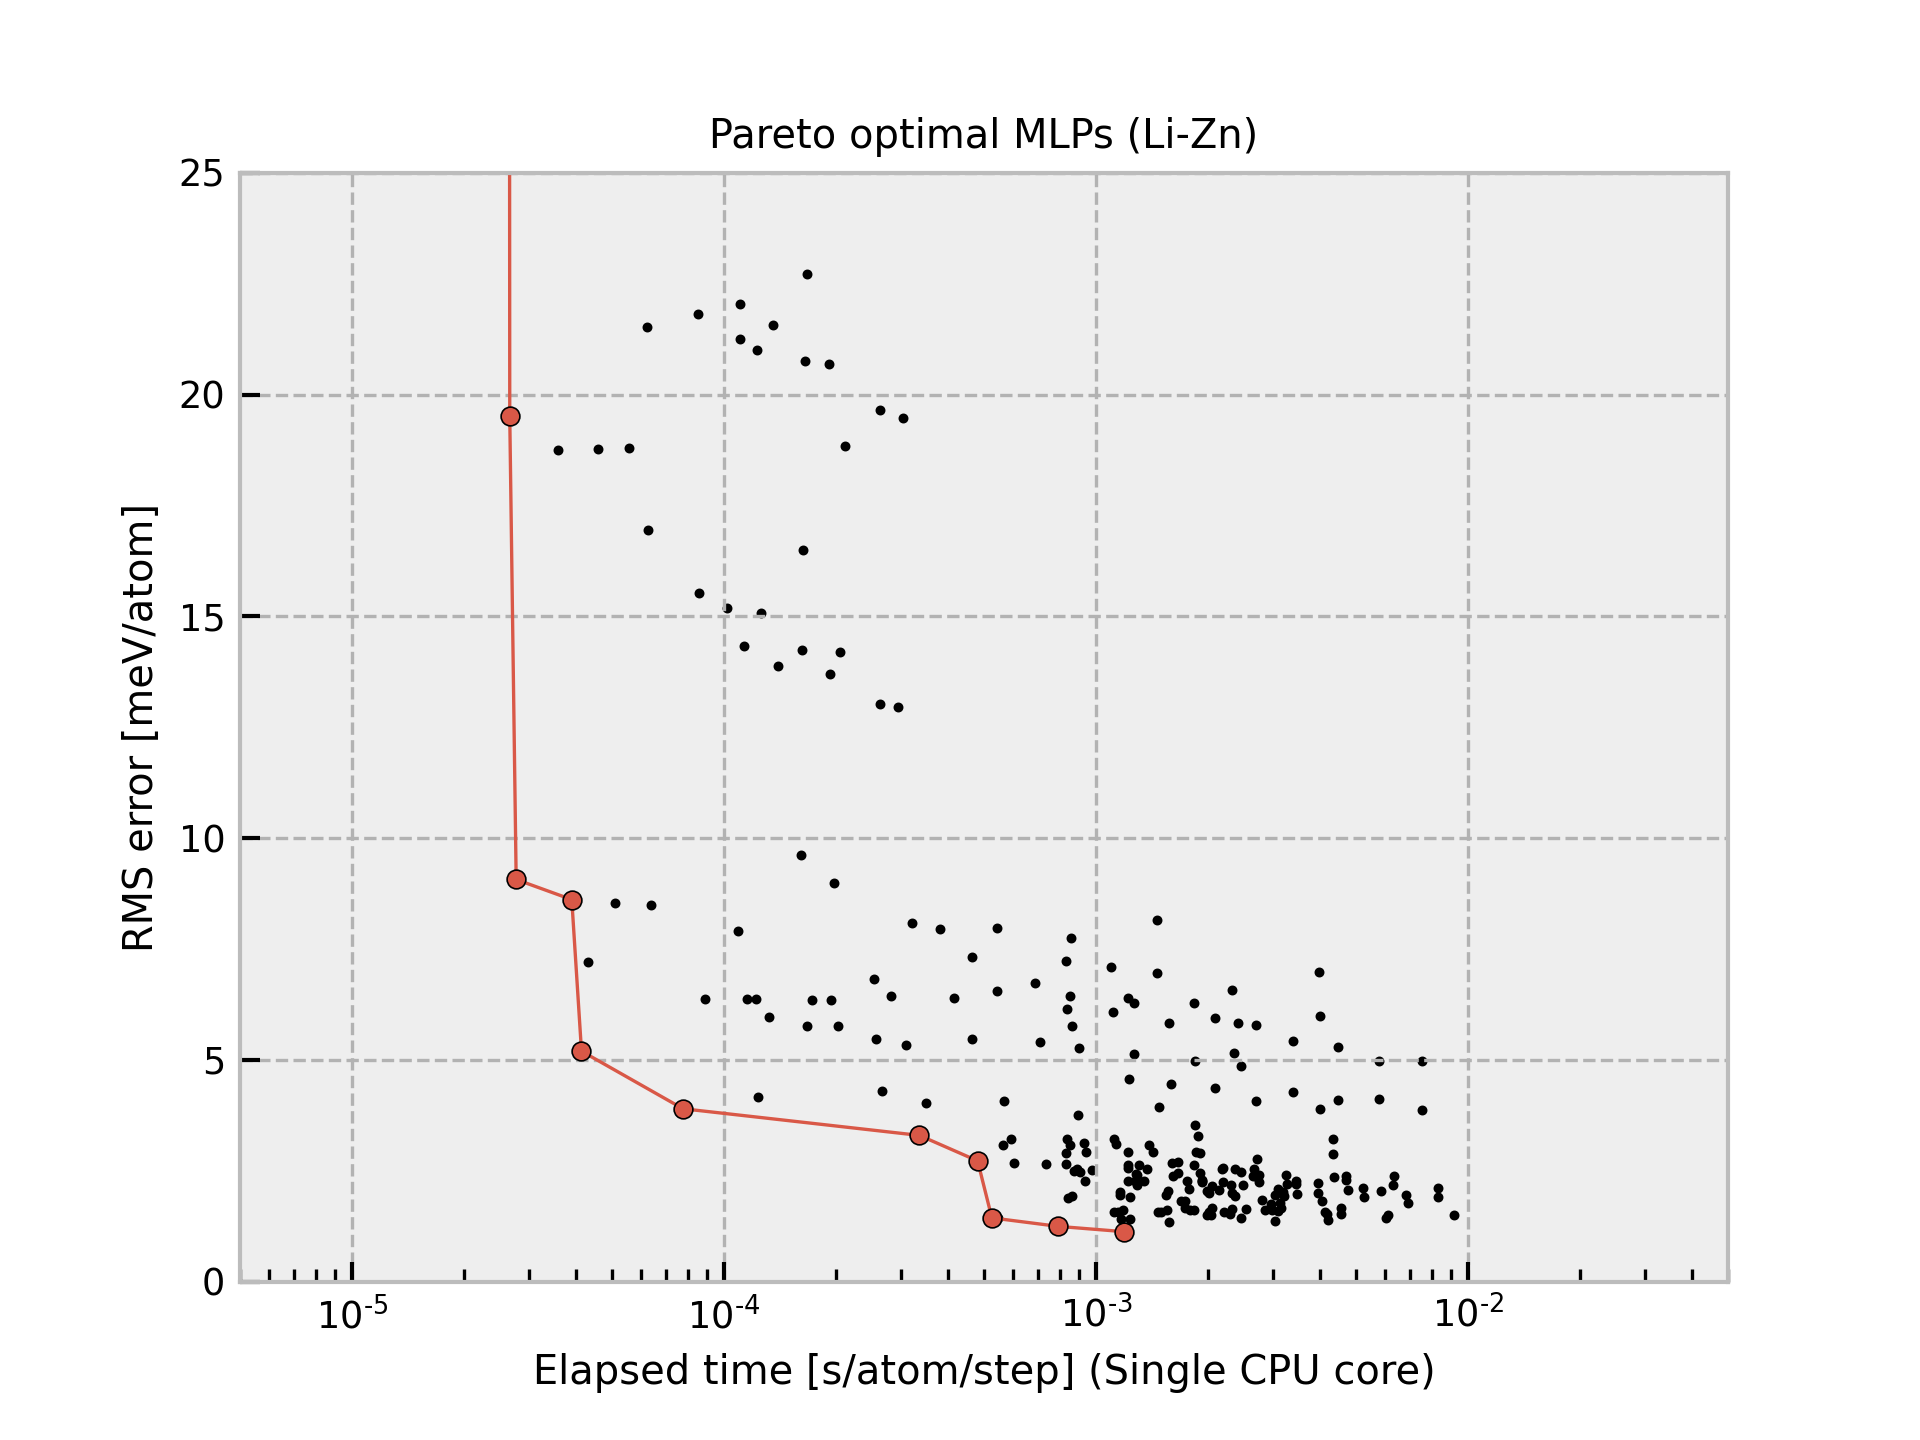 Pareto optimal MLPs (Li-Zn)
25
20
15
10
5
0
RMS error [meV/atom]
10-5 10-4 10-3 10-2
Elapsed time [s/atom/step] (Single CPU core)